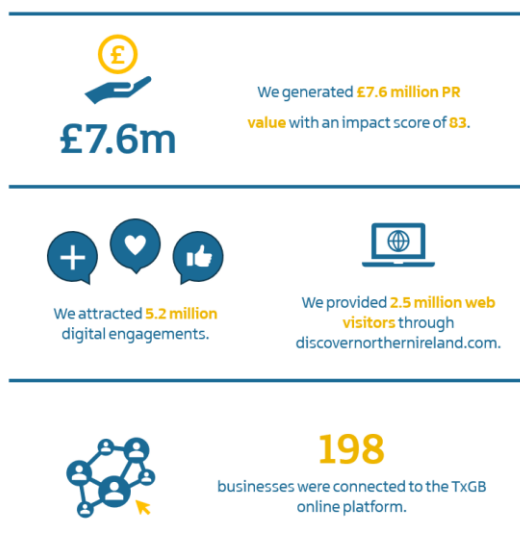 £
£7.6m
We generated £7.6 million PR
value with an impact score of 83.
We attracted 5.2 million
digital engagements.
We provided 2.5 million web
visitors through
discovernorthernireland.com.
198
businesses were connected to the TxGB
online platform.